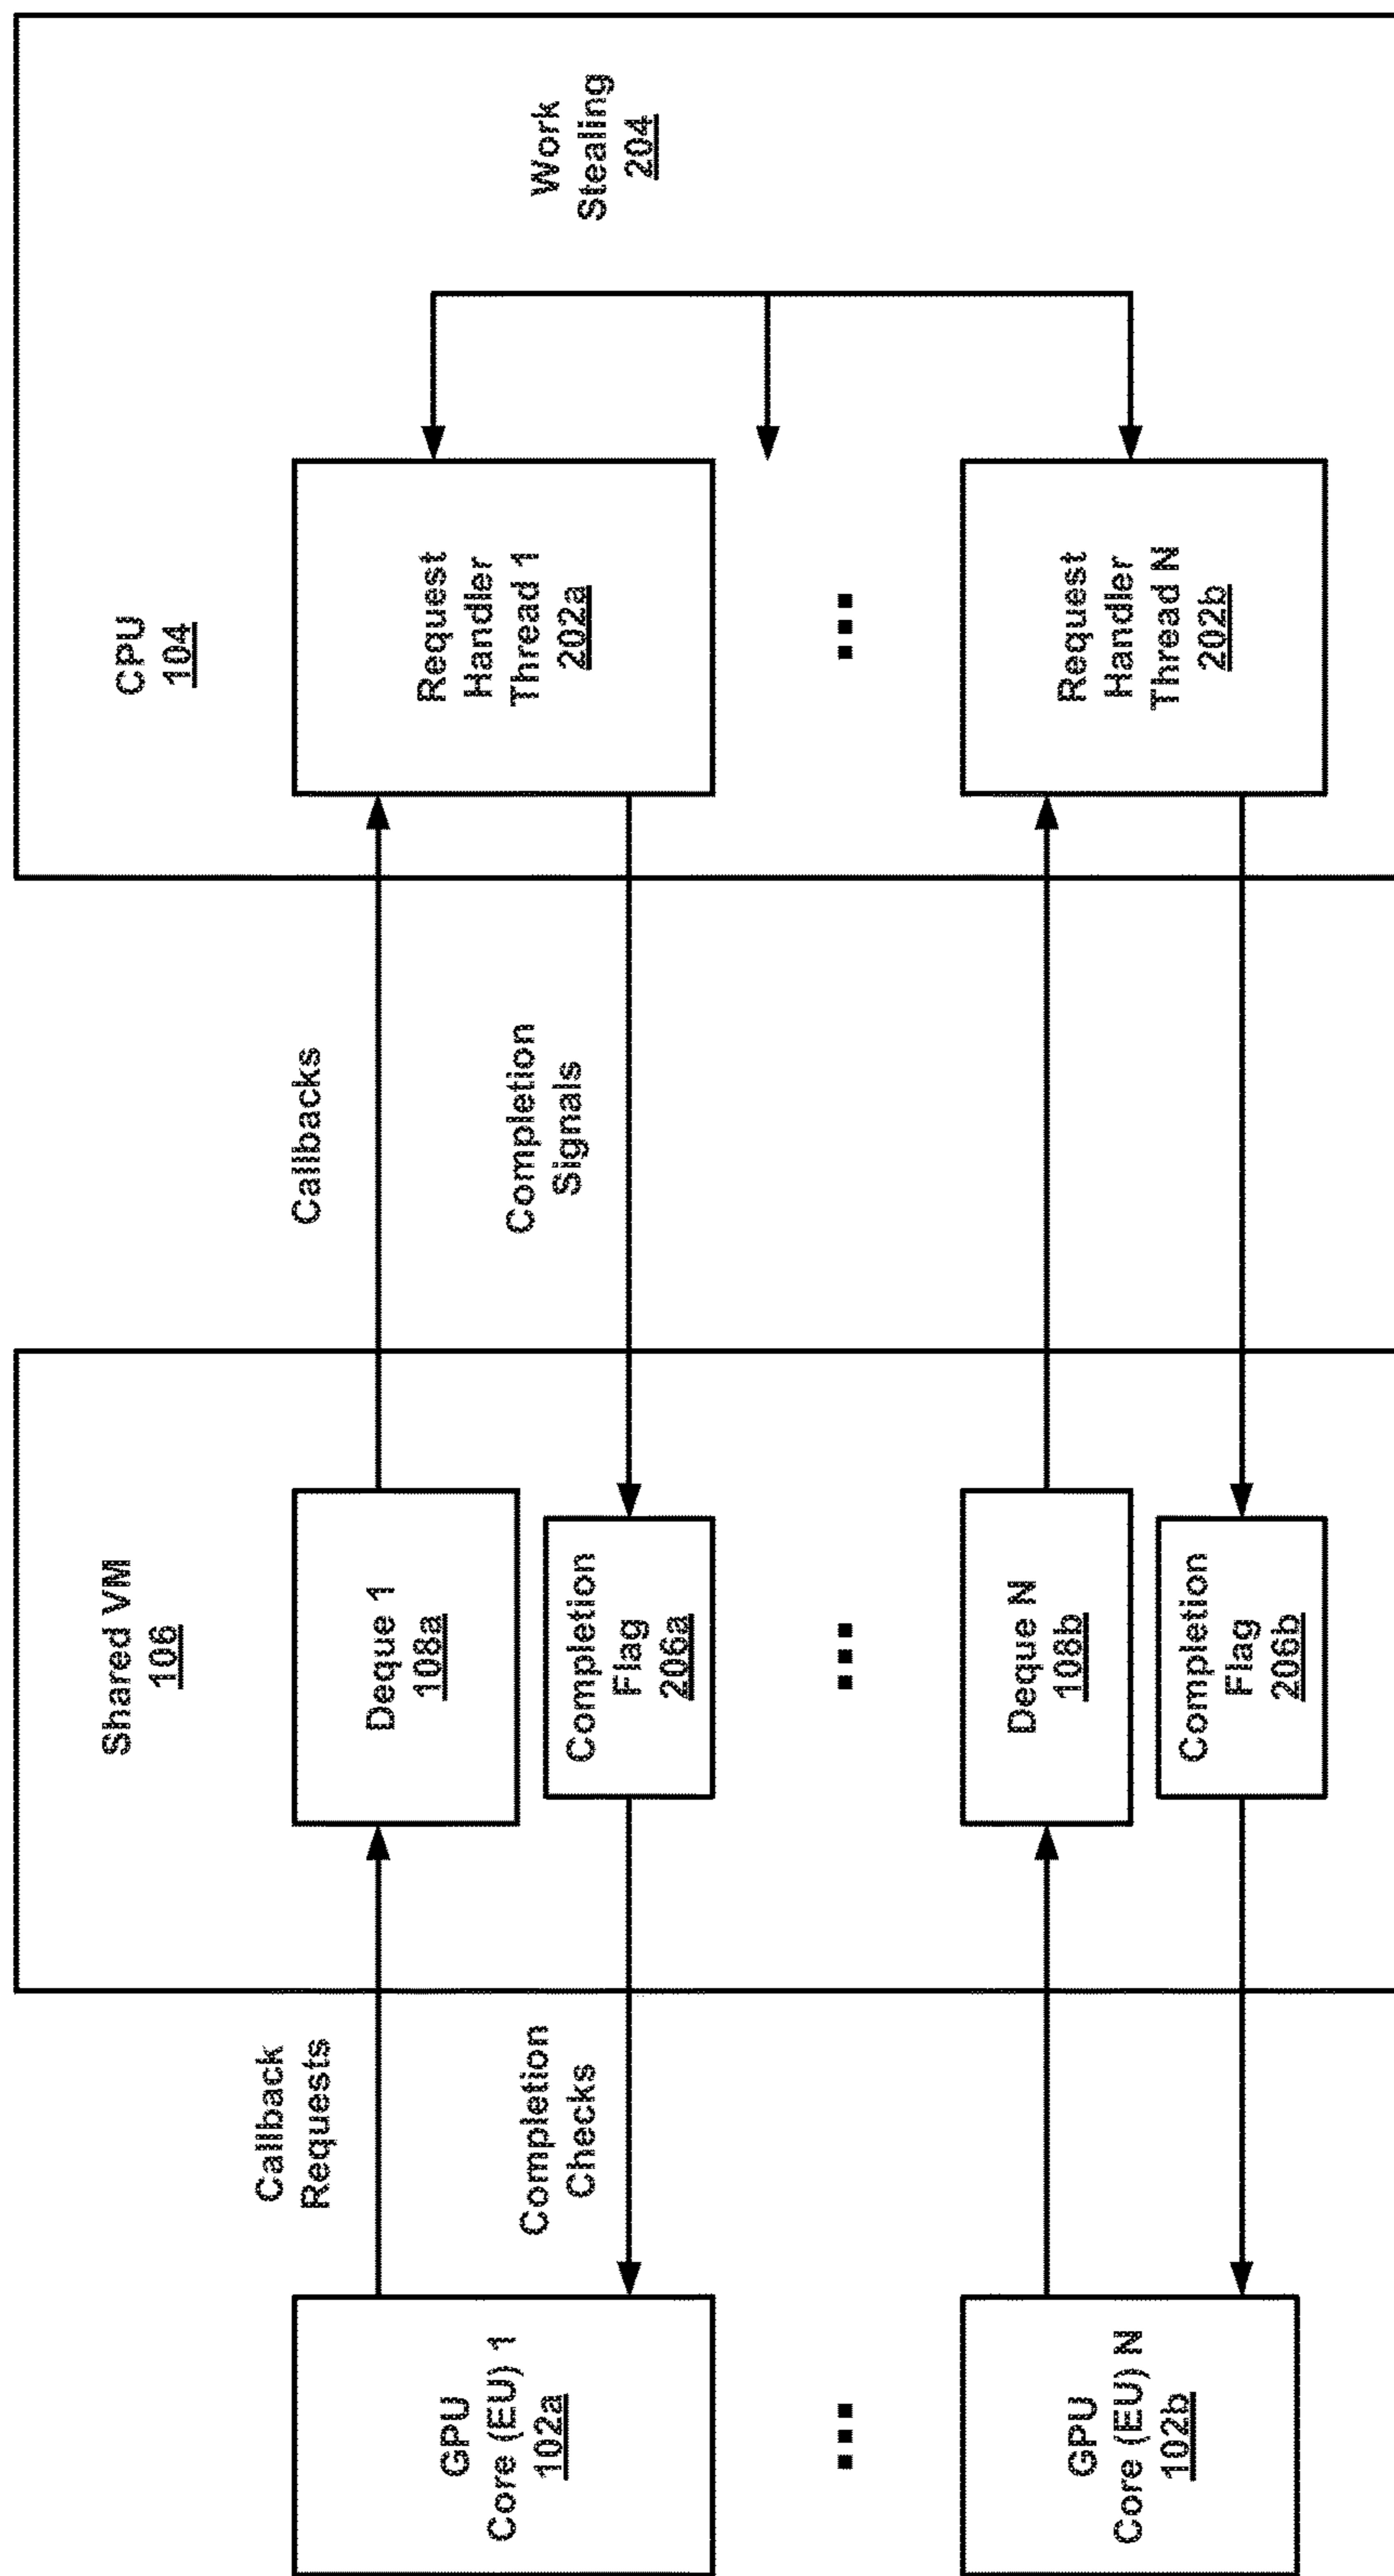 CPU
104
Work
Stealing
204
Request
Handler
Thread 1
202a
Request
Handler
Thread N
202b
Callbacks
Completion
Signals
Shared VM
106
Deque 1
108a
Completion
Flag
206a
Deque N
108b
Completion
Flag
206b
Callback
Requests
Completion
Checks
GPU
Core (EU) 1
102a
GPU
Core (EU) N
102b